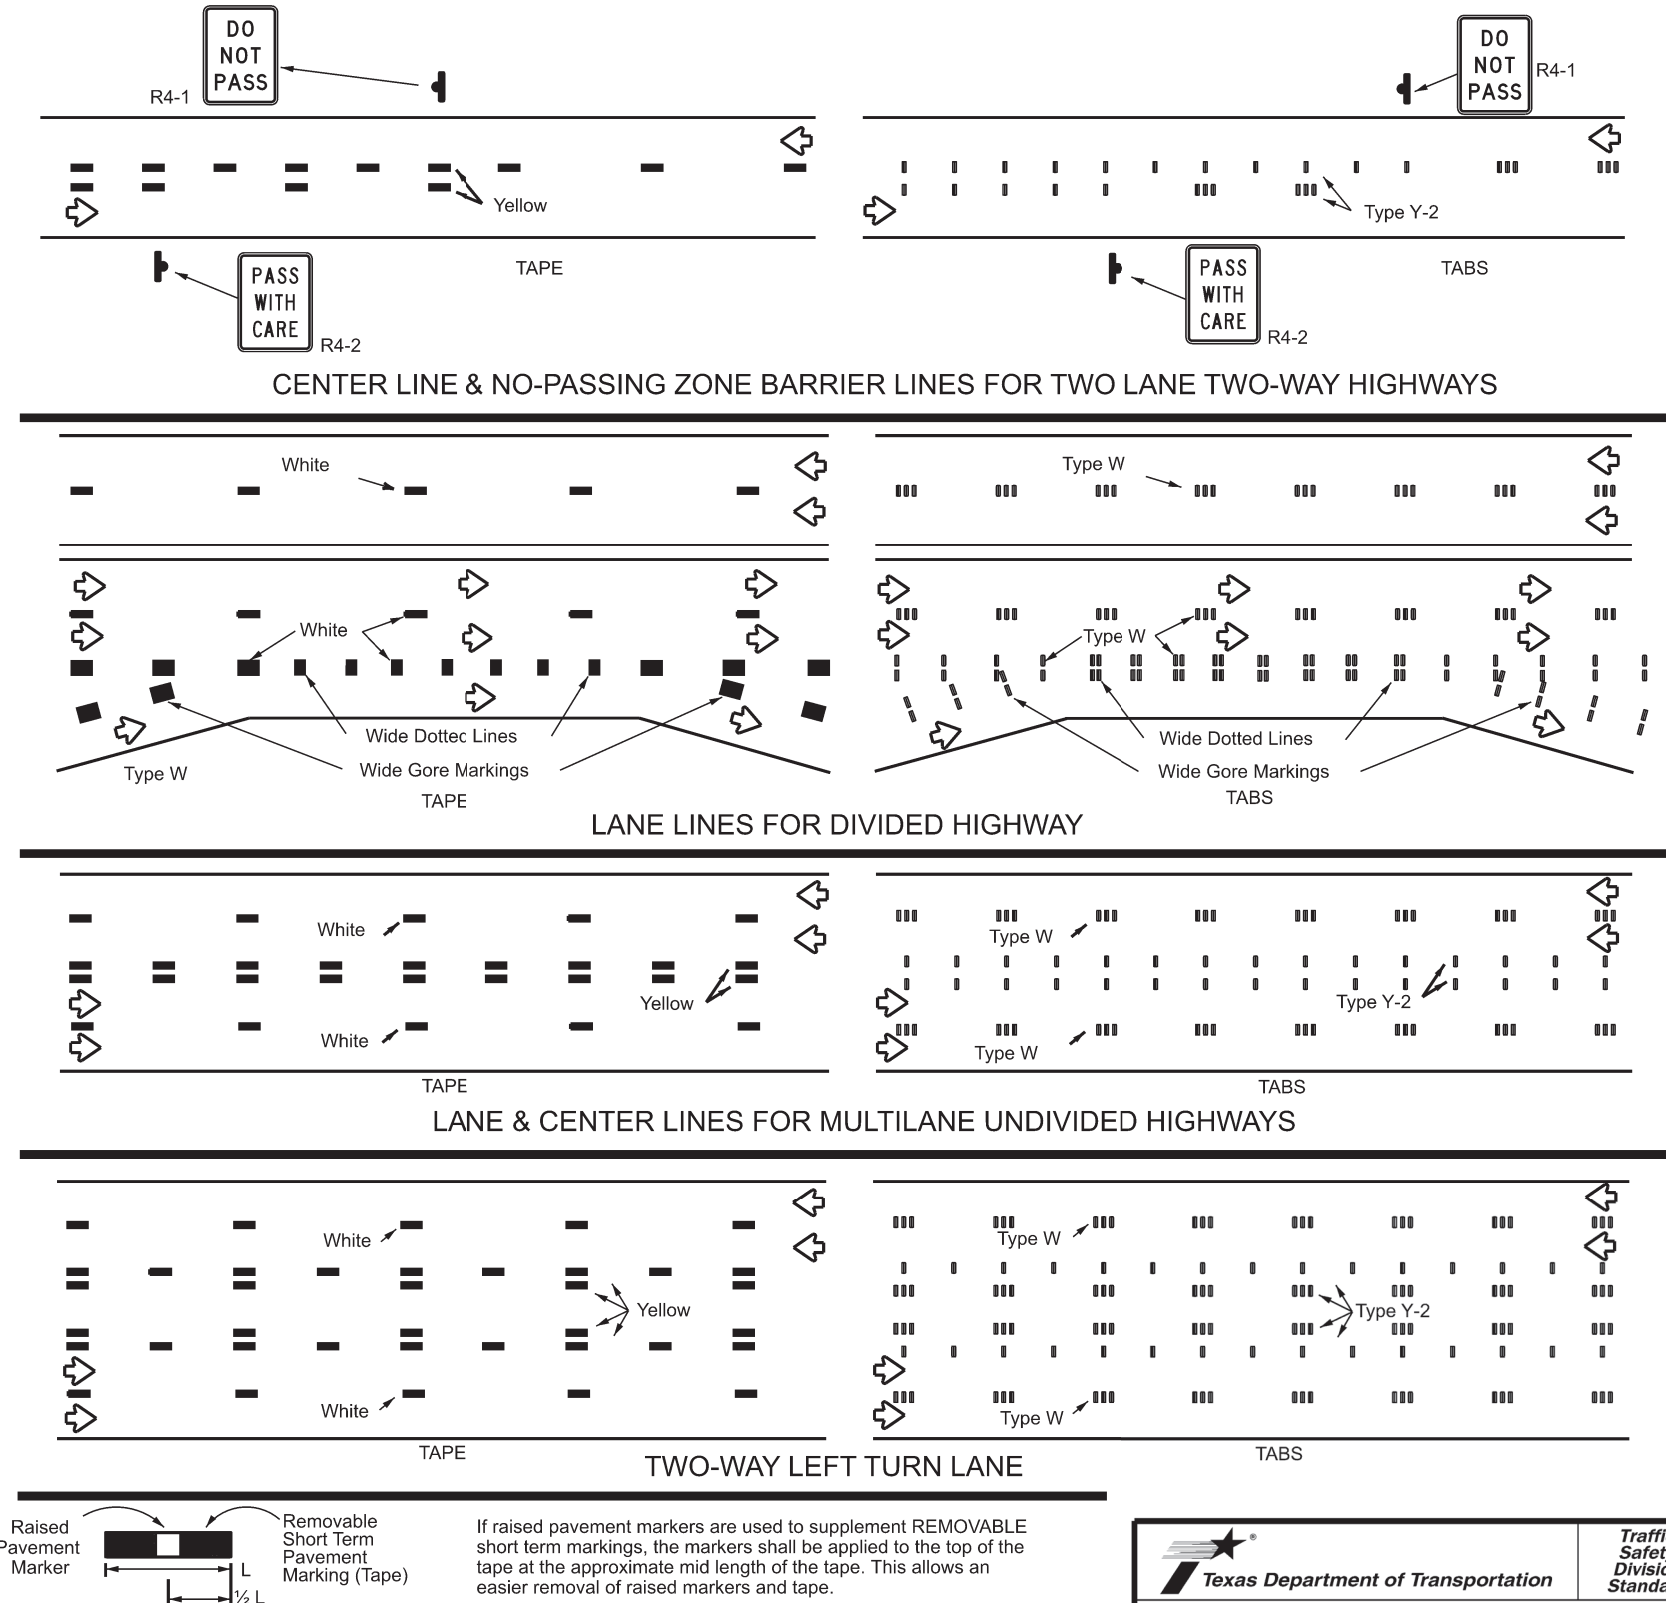 DO
NOT
PASS
R4-1
DO
NOT
PASS
R4-1
Yellow
Type Y-2
TAPE
TABS
PASS
WITH
CARE
R4-2
PASS
WITH
CARE
R4-2
CENTER LINE & NO-PASSING ZONE BARRIER LINES FOR TWO LANE TWO-WAY HIGHWAYS
White
Type W
White
Type W
Wide Dotted Lines
Wide Gore Markings
Type W
TAPE
Wide Dotted Lines
Wide Gore Markings
TABS
LANE LINES FOR DIVIDED HIGHWAY
White
Type W
Yellow
Type Y-2
White
Type W
TAPE
TABS
LANE & CENTER LINES FOR MULTILANE UNDIVIDED HIGHWAYS
White
Type W
Yellow
Type Y-2
White
Type W
TAPE
TABS
TWO-WAY LEFT TURN LANE
Raised
Pavement
Marker
L
½ L
Removable
Short Term
Pavement
Marking (Tape)
If raised pavement markers are used to supplement REMOVABLE
short term markings, the markers shall be applied to the top of the
tape at the approximate mid length of the tape. This allows an
easier removal of raised markers and tape.
®
Texas Department of Transportation
Traffi
Safet
Divisio
Standa